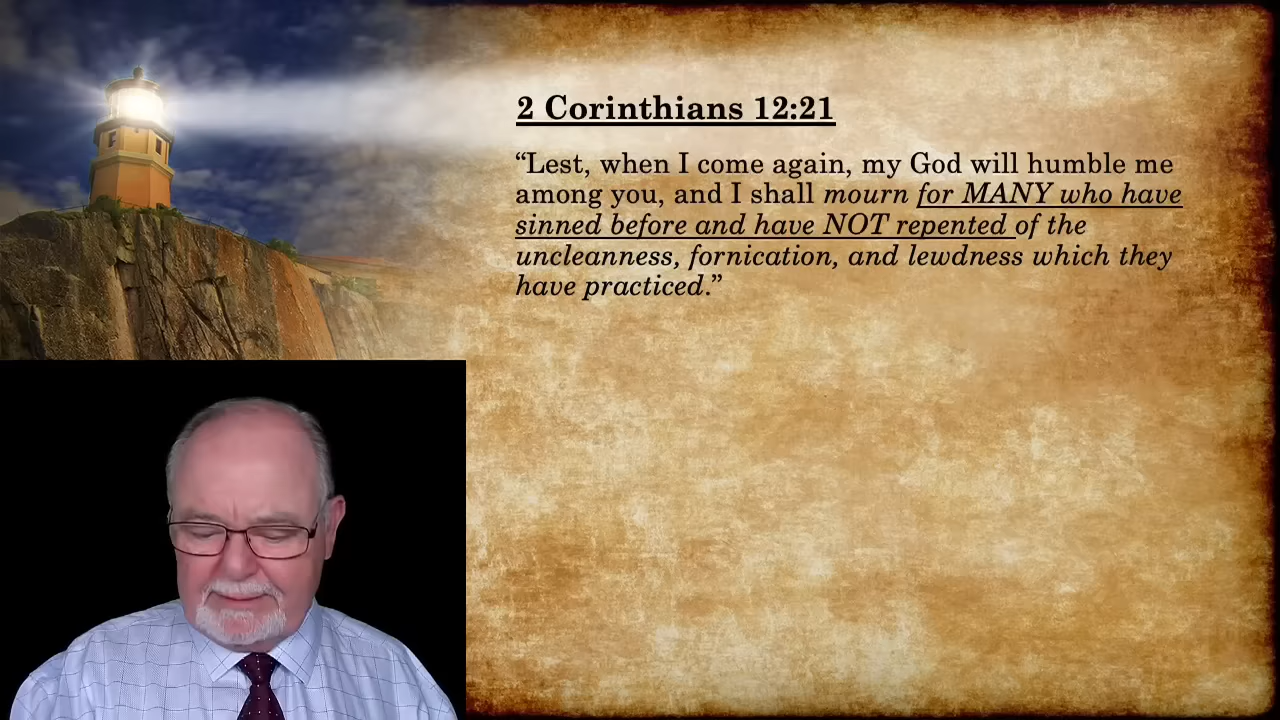 2 Corinthians 12:21
“Lest, when I come again, my God will humble me
among you, and I shall mourn for MANY who have
sinned before and have NOT repented of the
uncleanness, fornication, and lewdness which they
have practiced.”